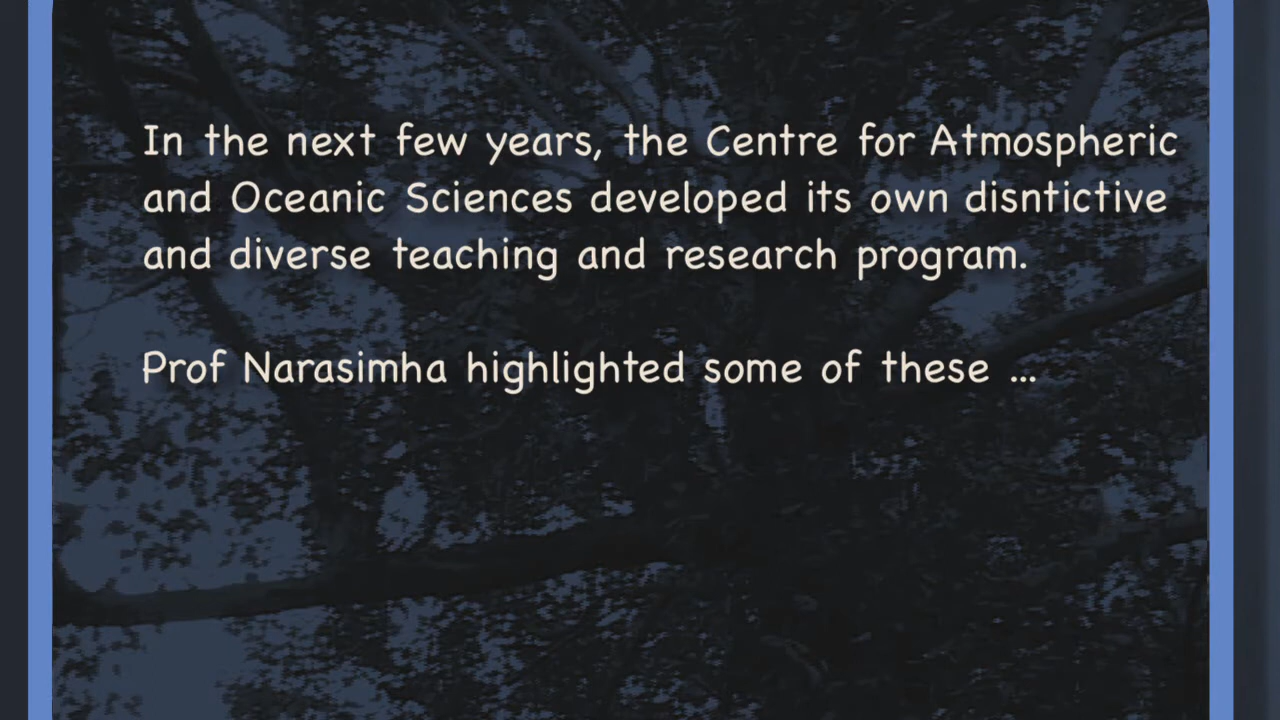 In the next few years, the Centre for Atmospheric
and Oceanic Sciences developed its own disntictive
and diverse teaching and research program.
Prof Narasimha highlighted some of these ...